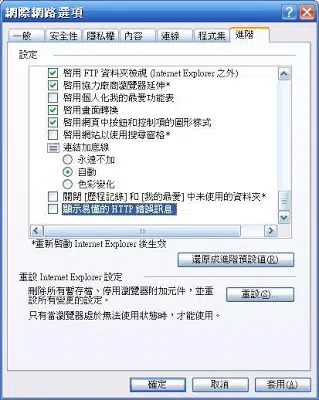 網際網路選項
一般 安全性 隱私權 內容 連線 程式集 進階
設定
啓用 FTP 資料夾檢視 (Internet Explorer 之外)
啓用協力廠商瀏覽器延伸*
啓用個人化我的最愛功能表
啓用畫面轉換
啓用網頁中按鈕和控制項的圖形樣式
啓用網站以使用搜尋窗格*
連結加底線
永遠不加
自動
色彩變化
關閉 [歷程記錄] 和 [我的最愛] 中未使用的資料夾*
顯示易懂的 HTTP 錯誤訊息
*重新啓動 Internet Explorer 後生效
還原成進階預設值(R)
重設 Internet Explorer 設定
刪除所有暫存檔、停用瀏覽器附加元件，並重
設所有變更的設定。
重設(S)...
只有當瀏覽器處於無法使用狀態時，才能使用。
確定 取消 套用(A)